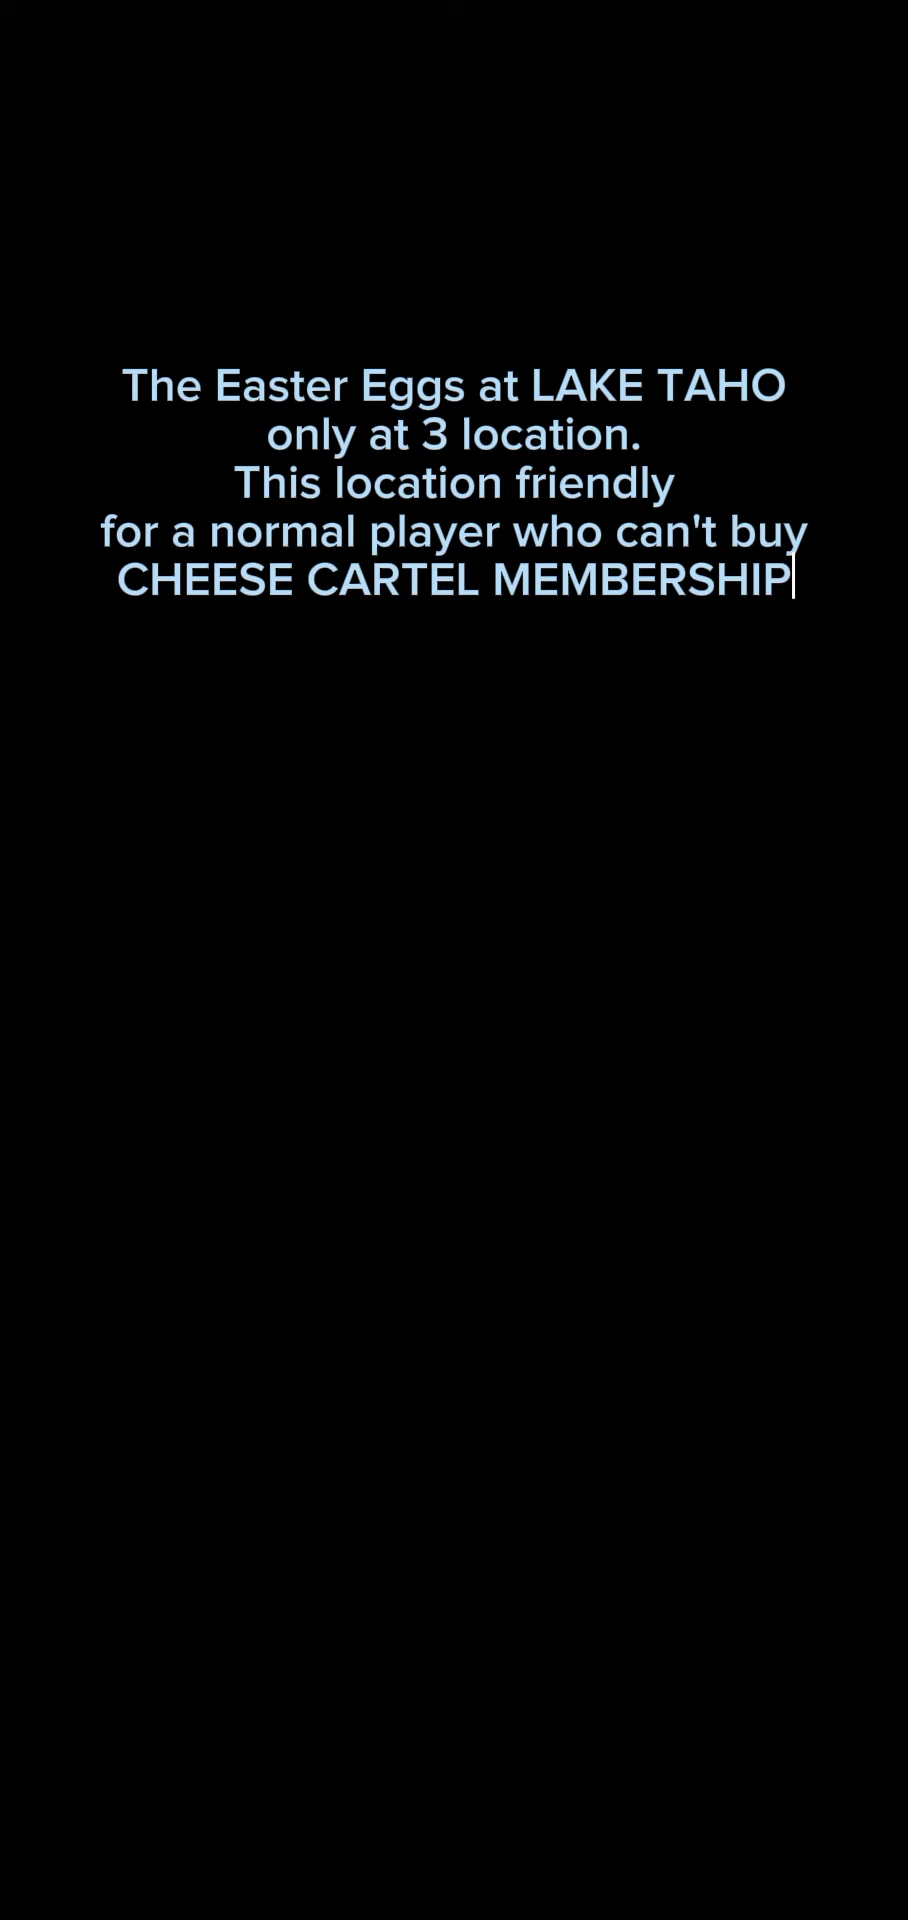 The Easter Eggs at LAKE TAHO
only at 3 location.
This location friendly
for a normal player who can't buy
CHEESE CARTEL MEMBERSHIP